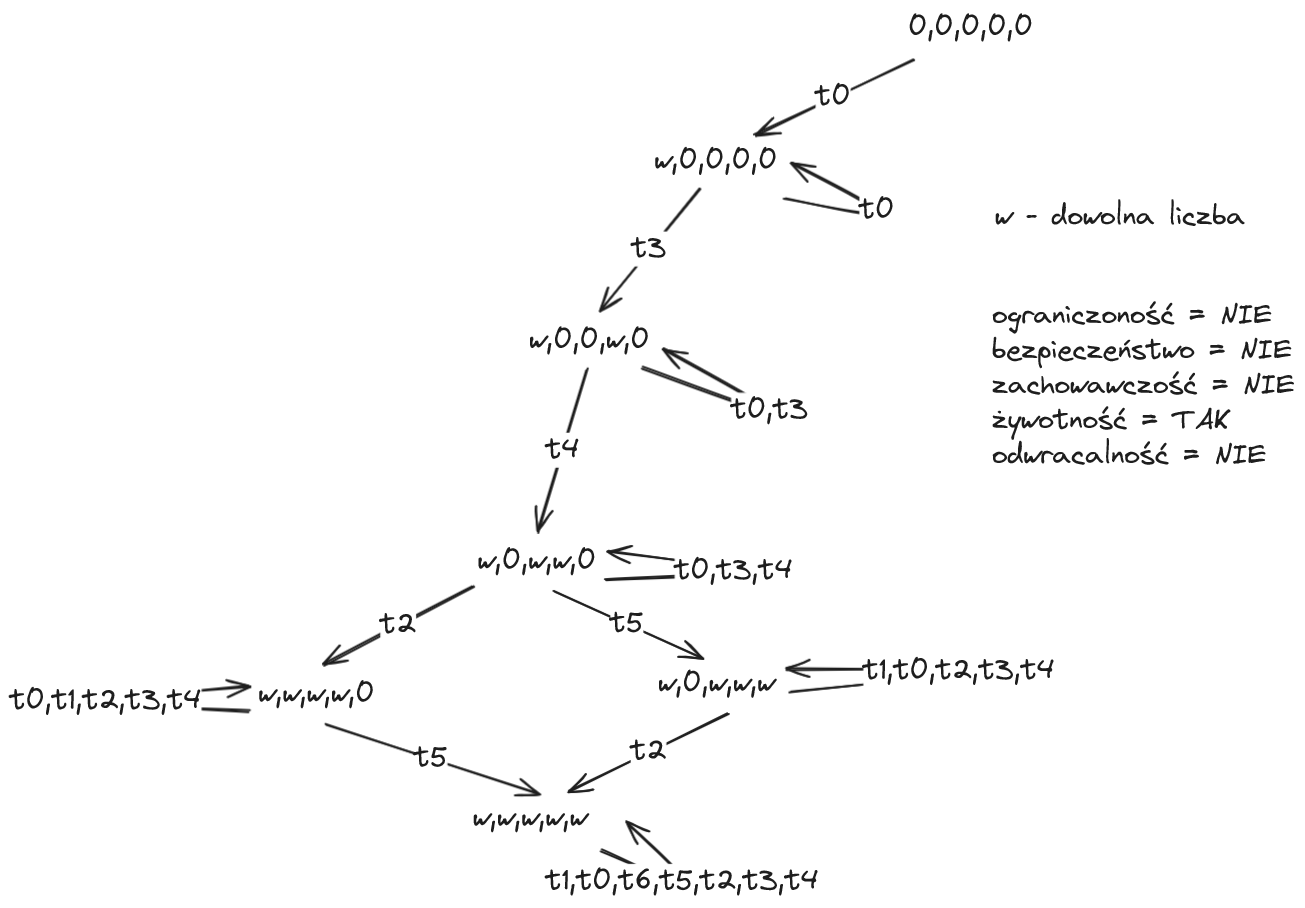 0,0,0,0,0
t0
w,0,0,0,0
t0
w - dowolna liczba
t3
ograniczoność = NIE
bezpieczeństwo = NIE
zachowawczość = NIE
żywotność = TAK
odwracalność = NIE
w,0,0,w,0
t0,t3
t4
w,0,w,w,0
t0,t3,t4
t2
t5
t0,t1,t2,t3,t4
w,w,w,w,0
w,0,w,w,w
t1,t0,t2,t3,t4
t5
t2
w,w,w,w,w
t1,t0,t6,t5,t2,t3,t4